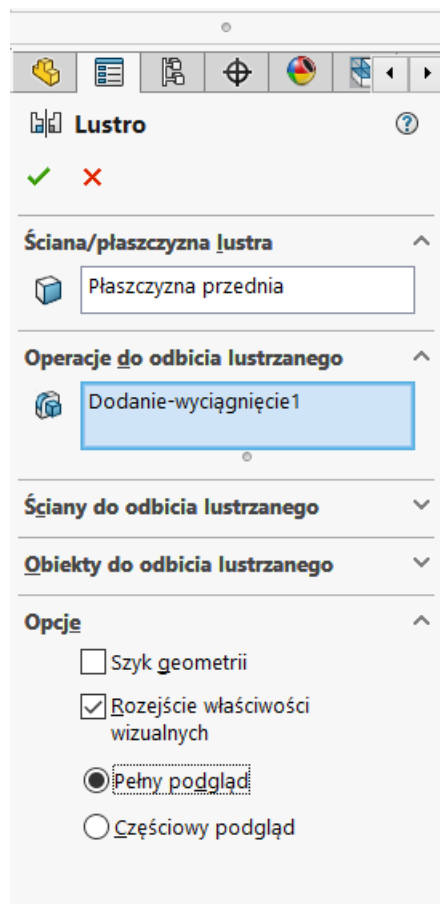 Lustro
?
Ściana/płaszczyzna lustra
Płaszczyzna przednia
Operacje do odbicia lustrzanego
Dodanie-wyciągnięcie1
Ściany do odbicia lustrzanego
Obiekty do odbicia lustrzanego
Opcje
Szyk geometrii
Rozejście właściwości
wizualnych
Pełny podgląd
Częściowy podgląd